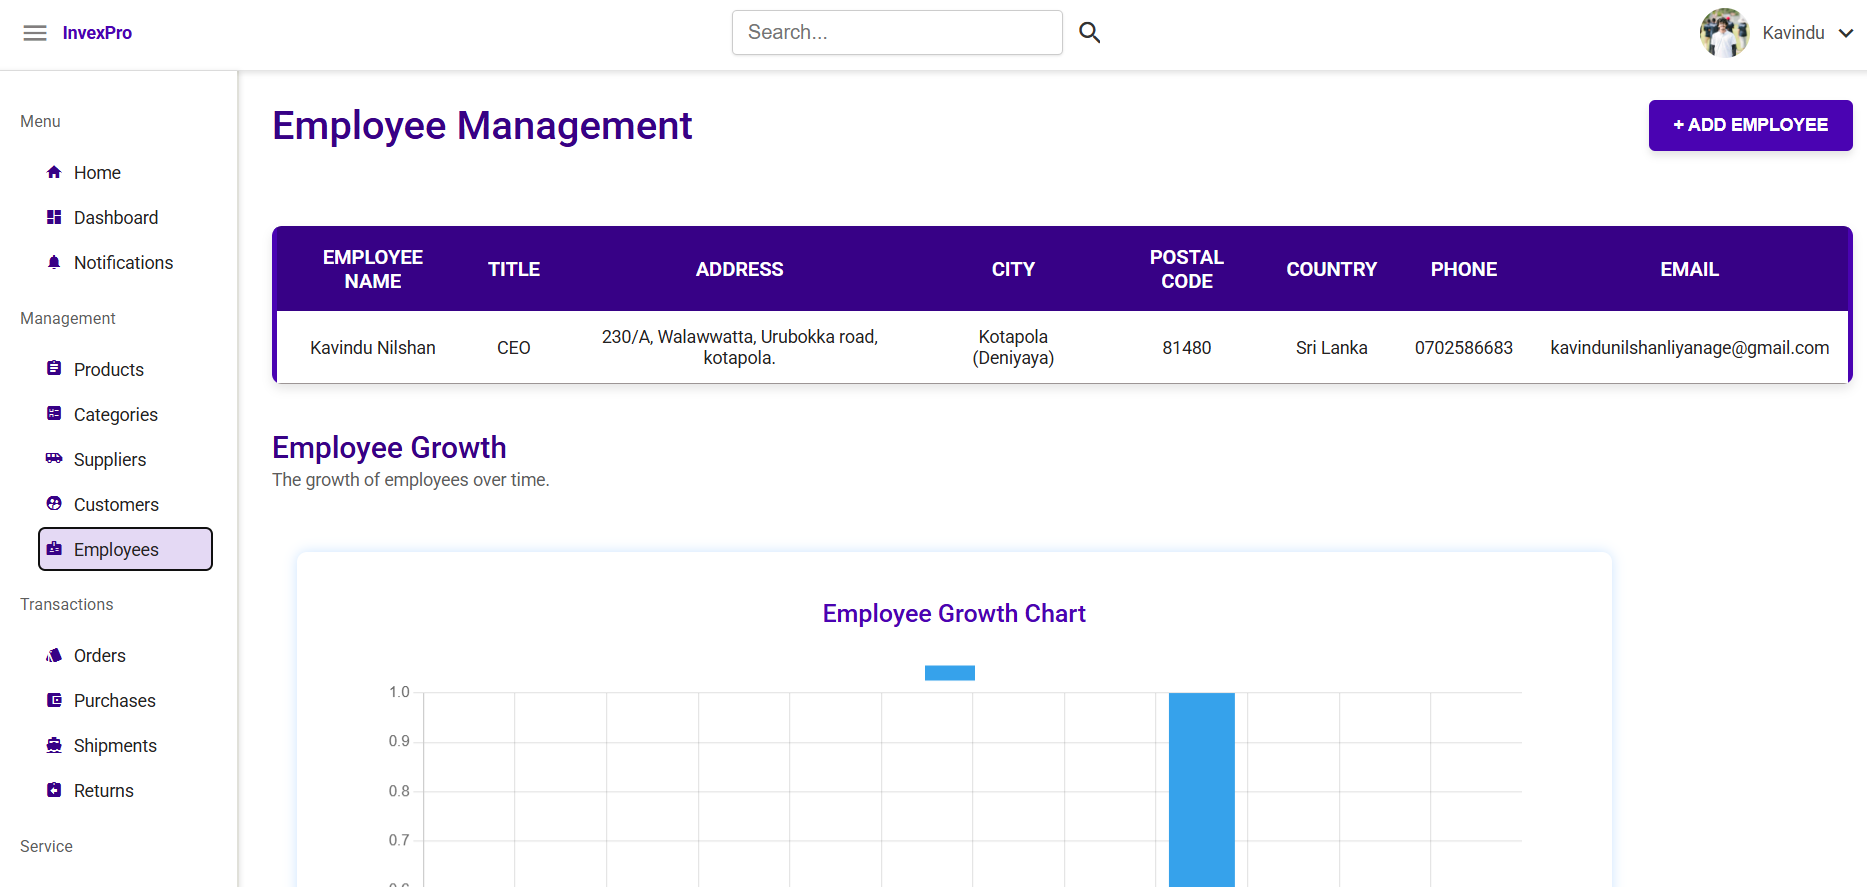 InvexPro
Search...
Kavindu
Menu
Home
Dashboard
Notifications
Management
Products
Categories
Suppliers
Customers
Employees
Transactions
Orders
Purchases
Shipments
Returns
Service
Employee Management
+ ADD EMPLOYEE
EMPLOYEE
NAME
TITLE
ADDRESS
CITY
POSTAL
CODE
COUNTRY
PHONE
EMAIL
Kavindu Nilshan
CEO
230/A, Walawwatta, Urubokka road,
kotapola.
Kotapola
(Deniyaya)
81480
Sri Lanka
0702586683
kavindunilshanliyanage@gmail.com
Employee Growth
The growth of employees over time.
Employee Growth Chart
1.0
0.9
0.8
0.7